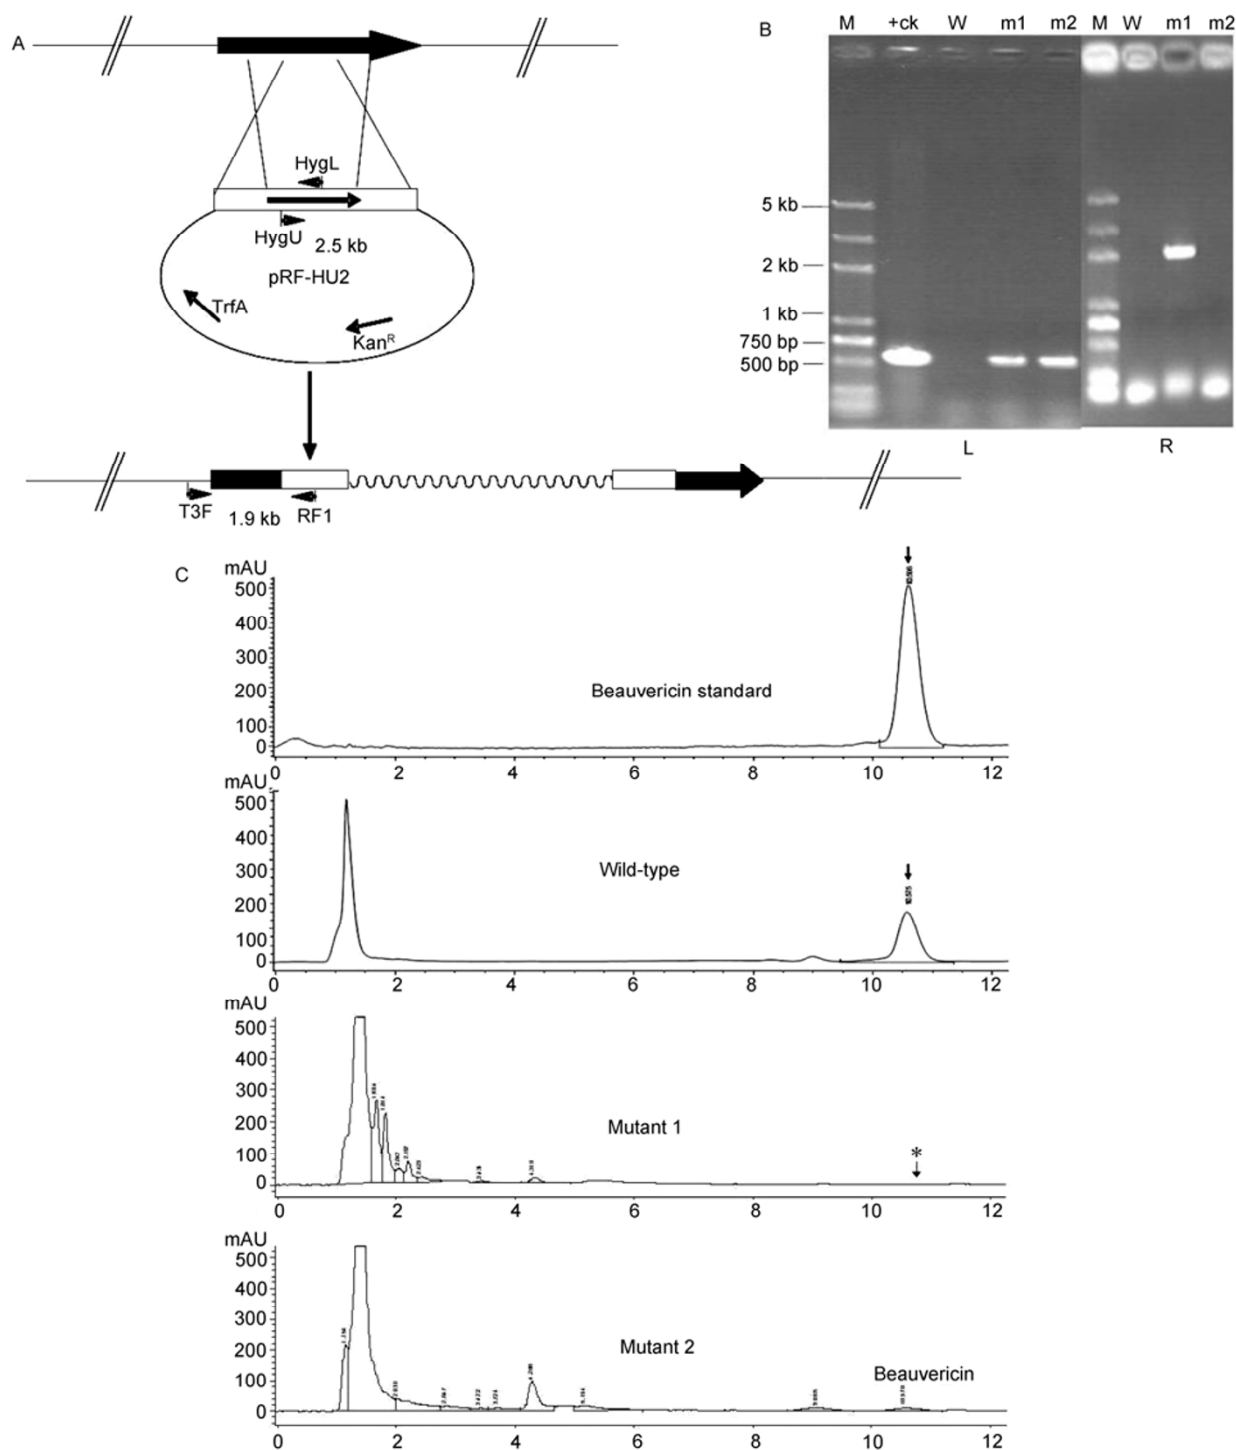 A
HygL
HygU
2.5 kb
pRF-HU2
TrfA
KanR
T3F
1.9 kb
RF1
B
M +ck W m1 m2 M W m1 m2
5 kb
2 kb
1 kb
750 bp
500 bp
L R
C
mAU
500
400
300
200
100
0
Beauvericin standard
0 2 4 6 8 10 12
mAU
500
400
300
200
100
0
Wild-type
10.575
0 2 4 6 8 10 12
mAU
500
400
300
200
100
0
Mutant 1
*
0 2 4 6 8 10 12
mAU
500
400
300
200
100
0
Mutant 2
Beauvericin
0 2 4 6 8 10 12